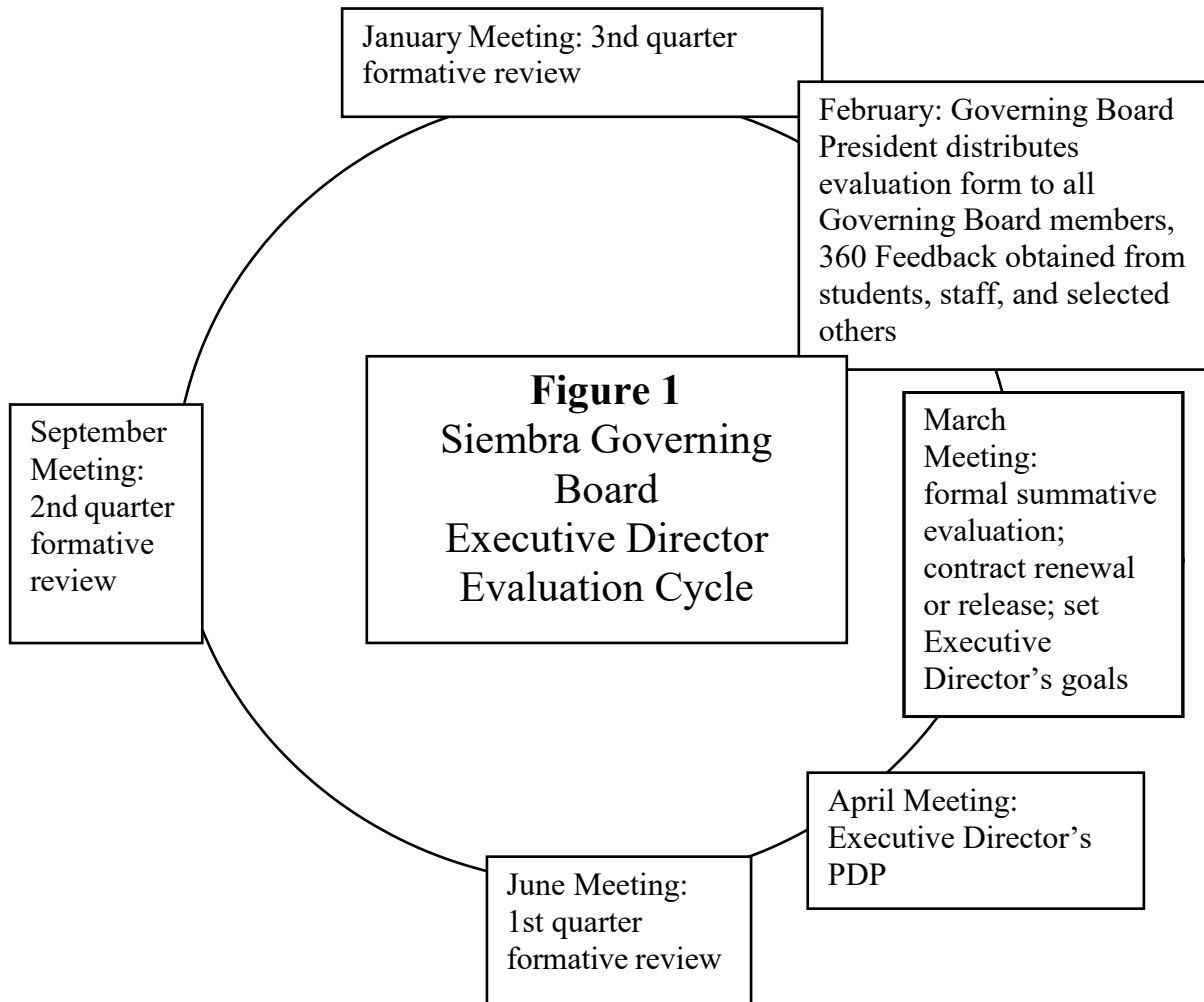 January Meeting: 3nd quarter
formative review
February: Governing Board
President distributes
evaluation form to all
Governing Board members,
360 Feedback obtained from
students, staff, and selected
others
Figure 1
Siembra Governing
Board
Executive Director
Evaluation Cycle
September
Meeting:
2nd quarter
formative
review
March
Meeting:
formal summative
evaluation;
contract renewal
or release; set
Executive
Director’s goals
April Meeting:
Executive Director’s
PDP
June Meeting:
1st quarter
formative review